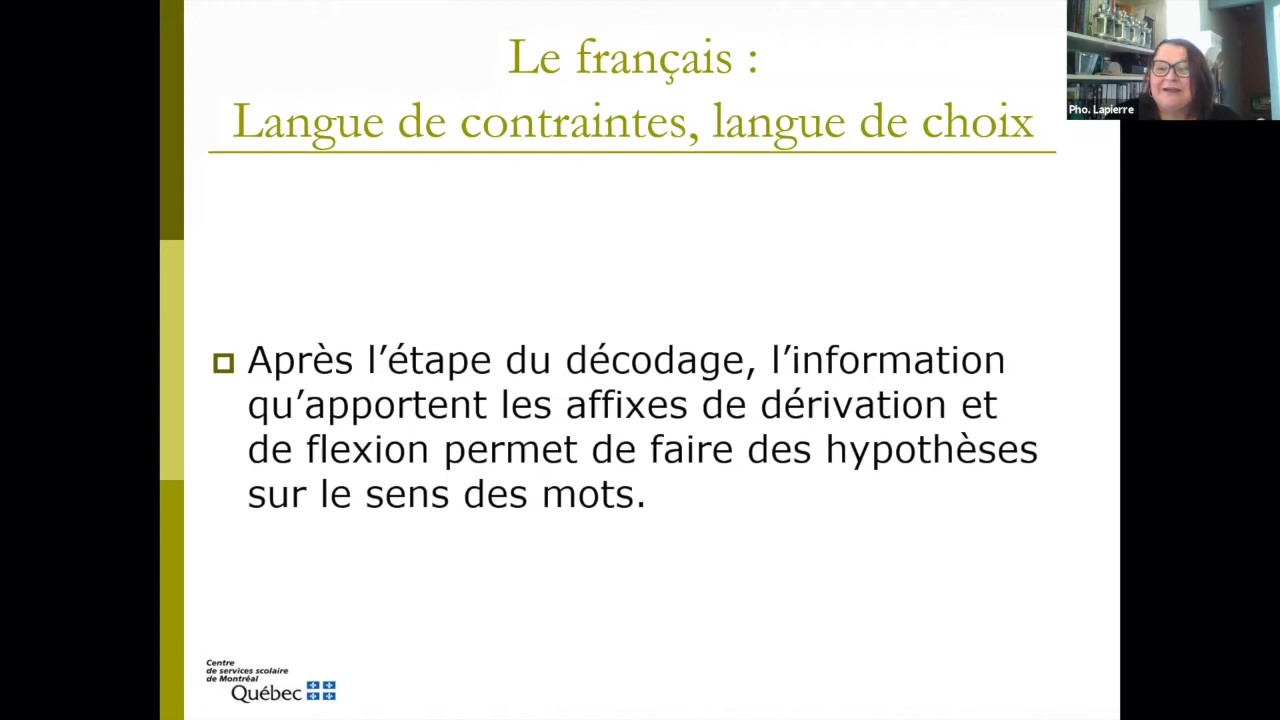 Le français :
Langue de contraintes, langue de choix
Pho. Lapierre
Après l’étape du décodage, l’information
qu’apportent les affixes de dérivation et
de flexion permet de faire des hypothèses
sur le sens des mots.
Centre
de services scolaire
de Montréal
Québec